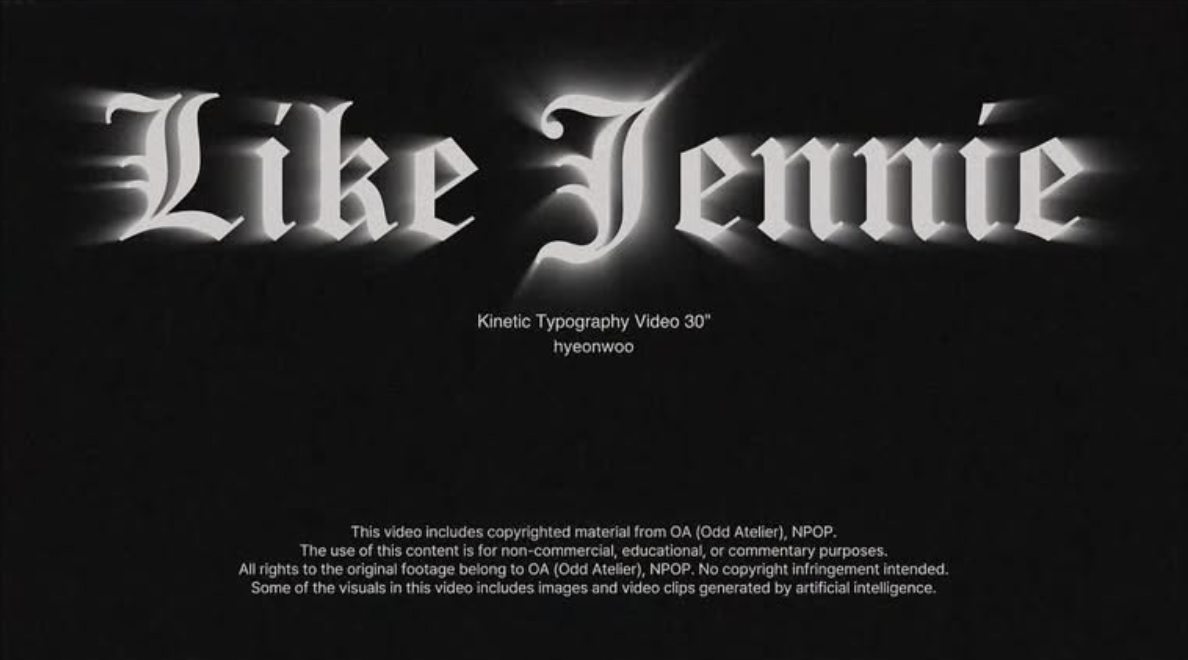 Like Jennie
Kinetic Typography Video 30"
hyeonwoo
This video includes copyrighted material from OA (Odd Atelier), NPOP.
The use of this content is for non-commercial, educational, or commentary purposes.
All rights to the original footage belong to OA (Odd Atelier), NPOP. No copyright infringement intended.
Some of the visuals in this video includes images and video clips generated by artificial intelligence.